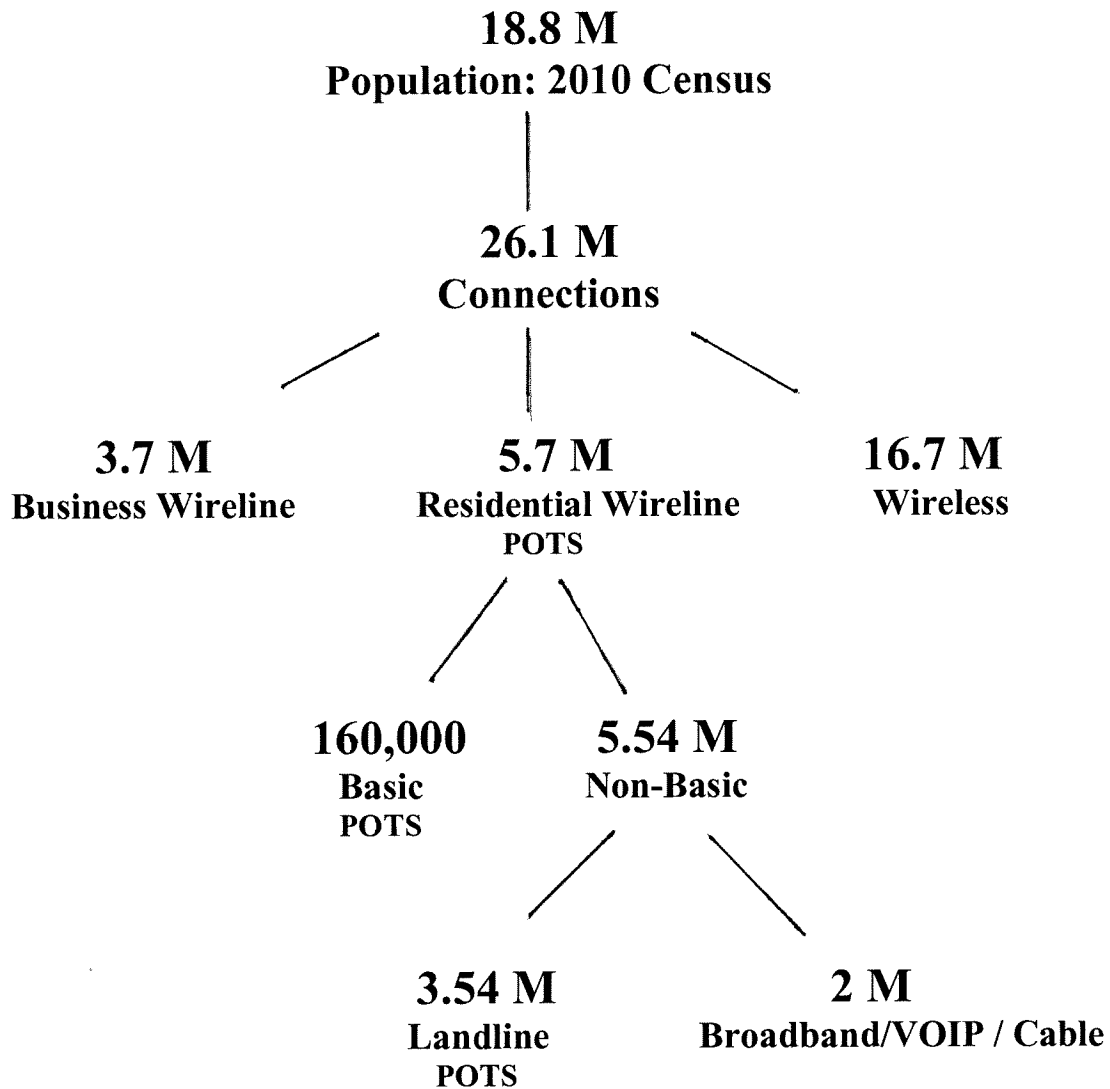 18.8 M
Population: 2010 Census
26.1 M
Connections
3.7 M
Business Wireline
5.7 M
Residential Wireline
POTS
16.7 M
Wireless
160,000
Basic
POTS
5.54 M
Non-Basic
3.54 M
Landline
POTS
2 M
Broadband/VOIP / Cable